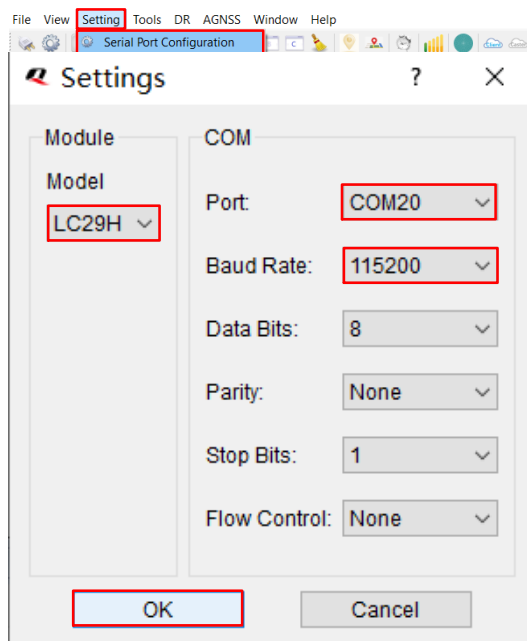 File View Setting Tools DR AGNSS Window Help
Serial Port Configuration
Settings
Module
Model
LC29H
COM
Port: COM20
Baud Rate: 115200
Data Bits: 8
Parity: None
Stop Bits: 1
Flow Control: None
OK Cancel